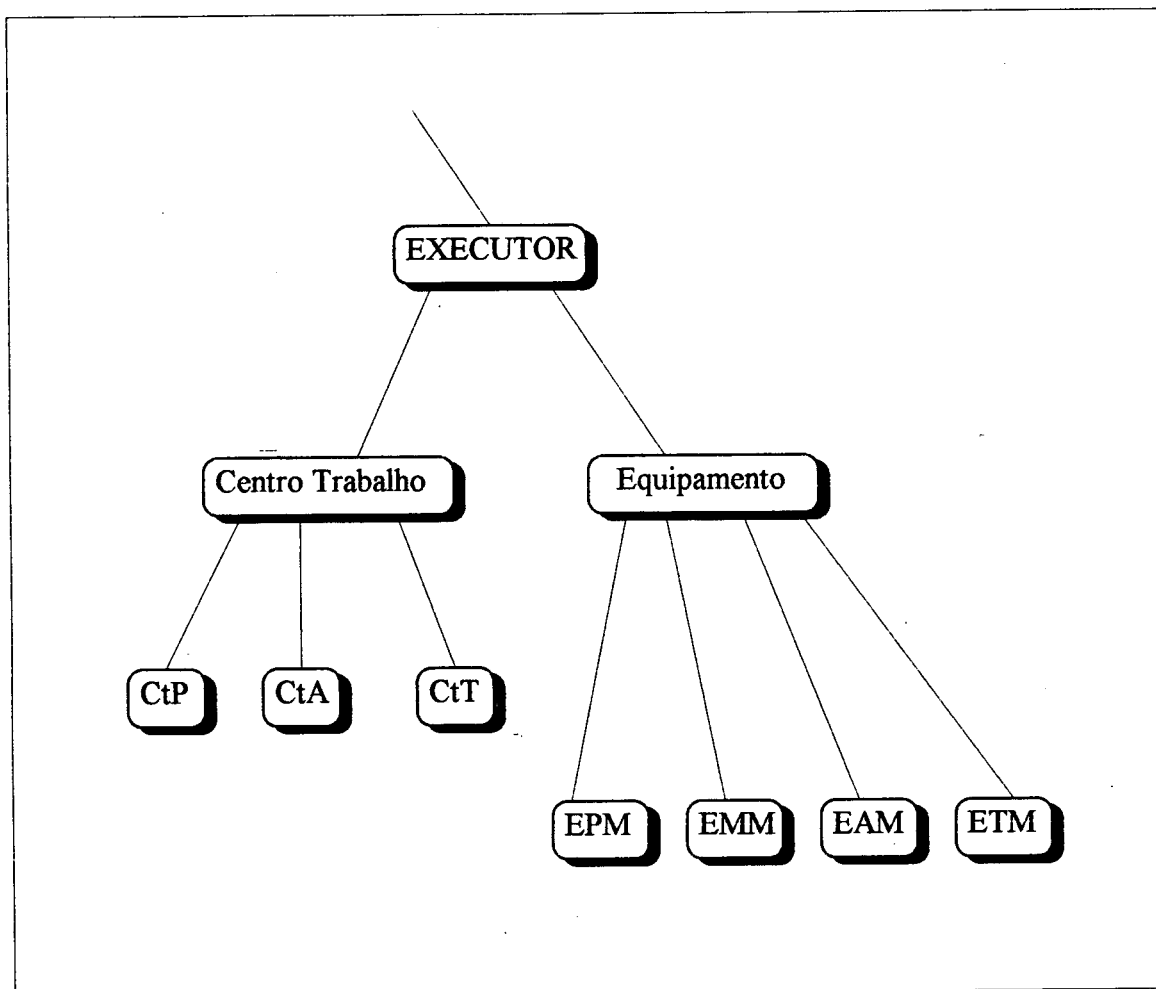 EXECUTOR
Centro Trabalho
Equipamento
CtP
CtA
CtT
EPM
EMM
EAM
ETM